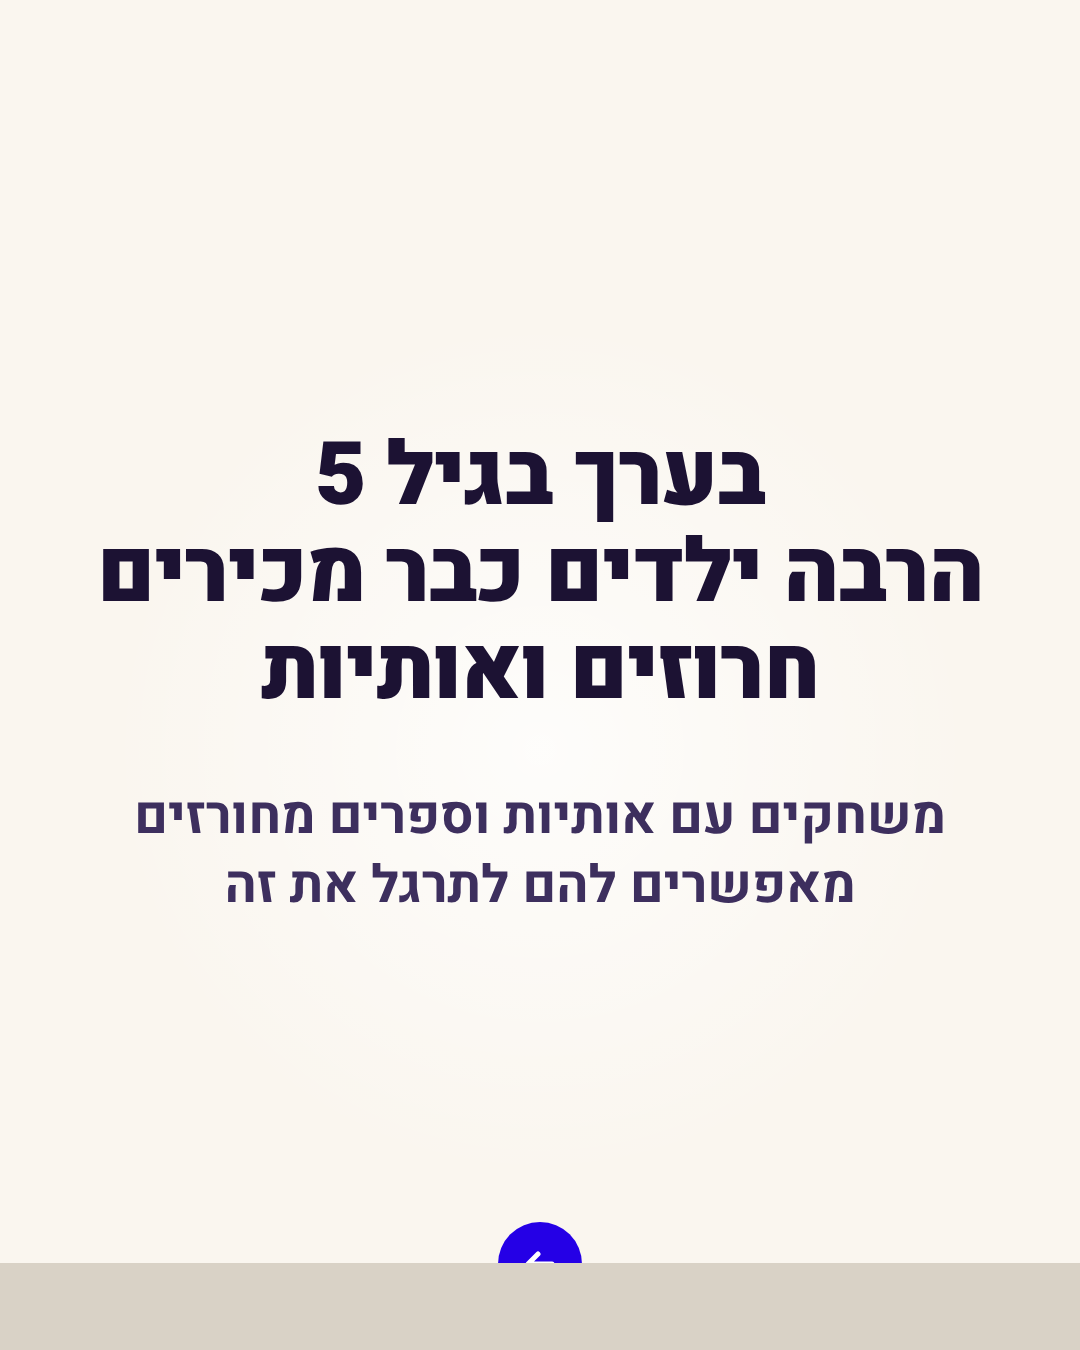 בערך בגיל 5
הרבה ילדים כבר מכירים
חרוזים ואותיות
משחקים עם אותיות וספרים מחורזים
מאפשרים להם לתרגל את זה